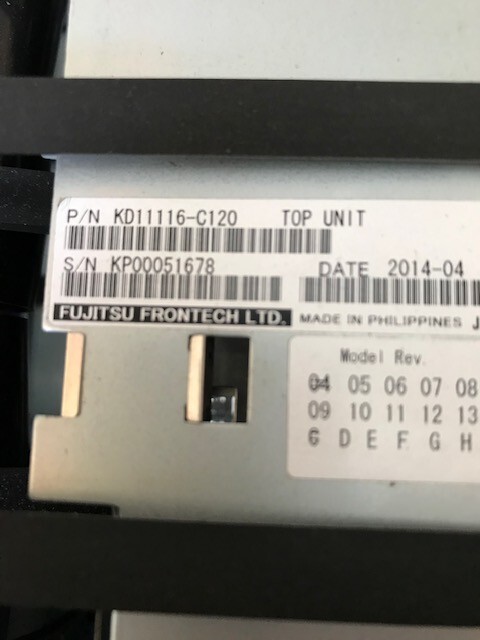 P/N KD11116-C120 TOP UNIT
S/N KP00051678 DATE 2014-04
FUJITSU FRONTECH LTD. MADE IN PHILIPPINES J
Model Rev.
04 05 06 07 08
09 10 11 12 13
C D E F G H